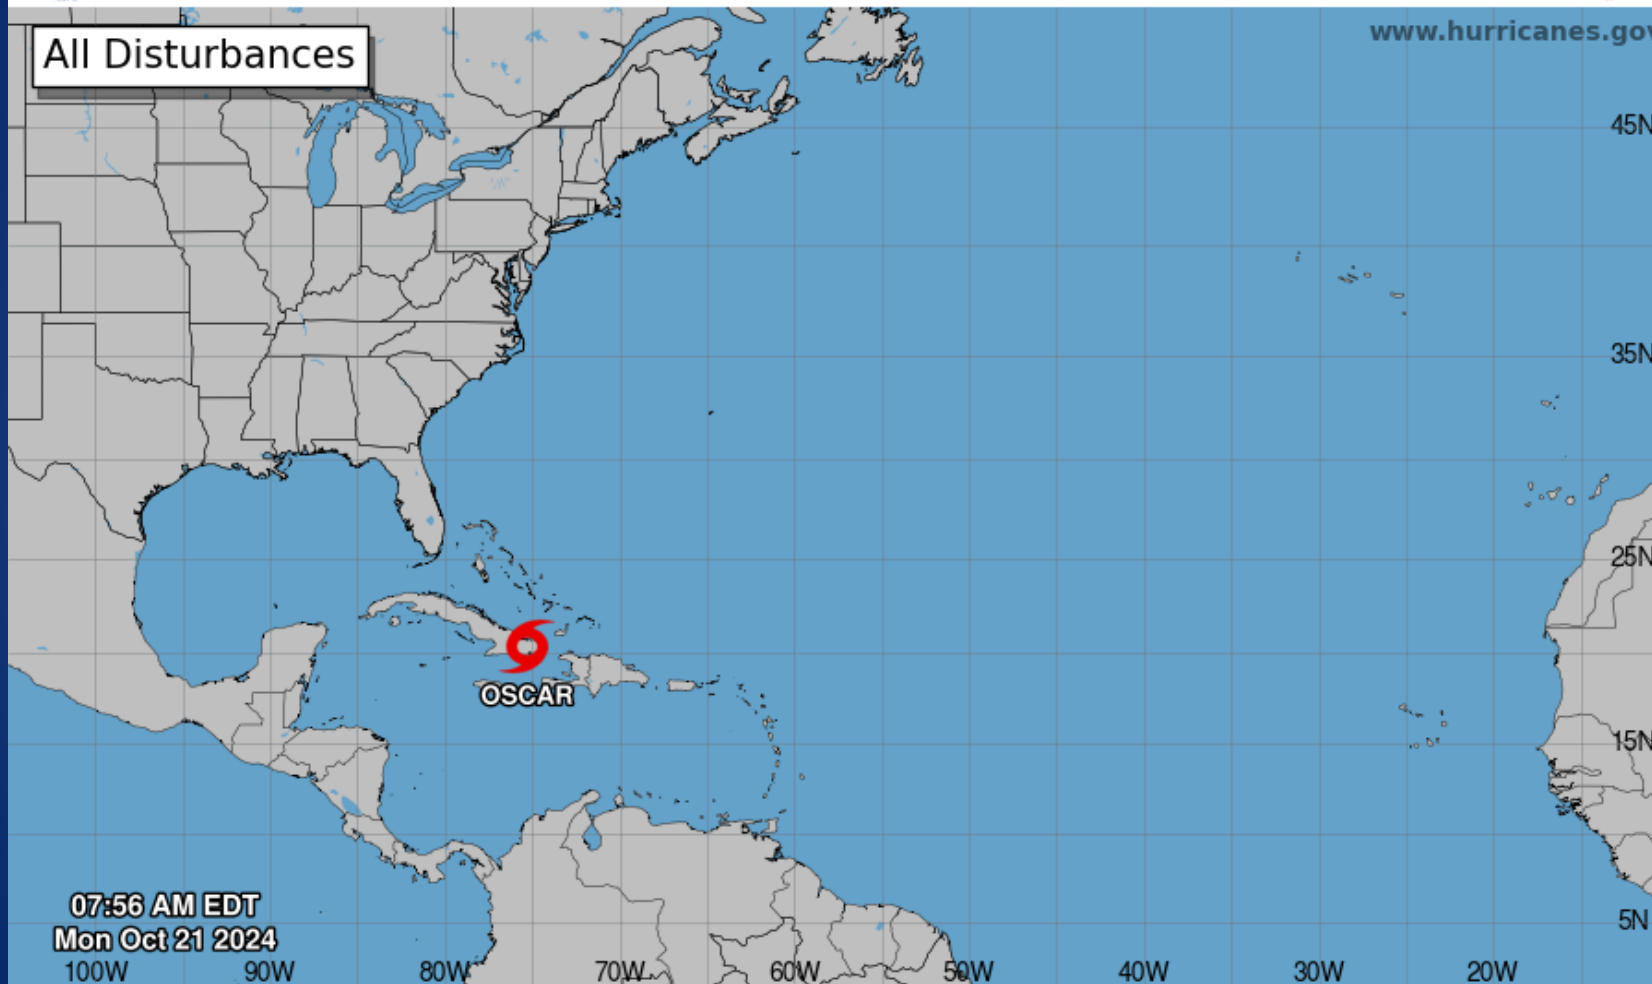 All Disturbances
www.hurricanes.gov
45N
35N
25N
OSCAR
15N
07:56 AM EDT
5N
Mon Oct 21 2024
100W 90W 80W 70W 60W 50W 40W 30W 20W